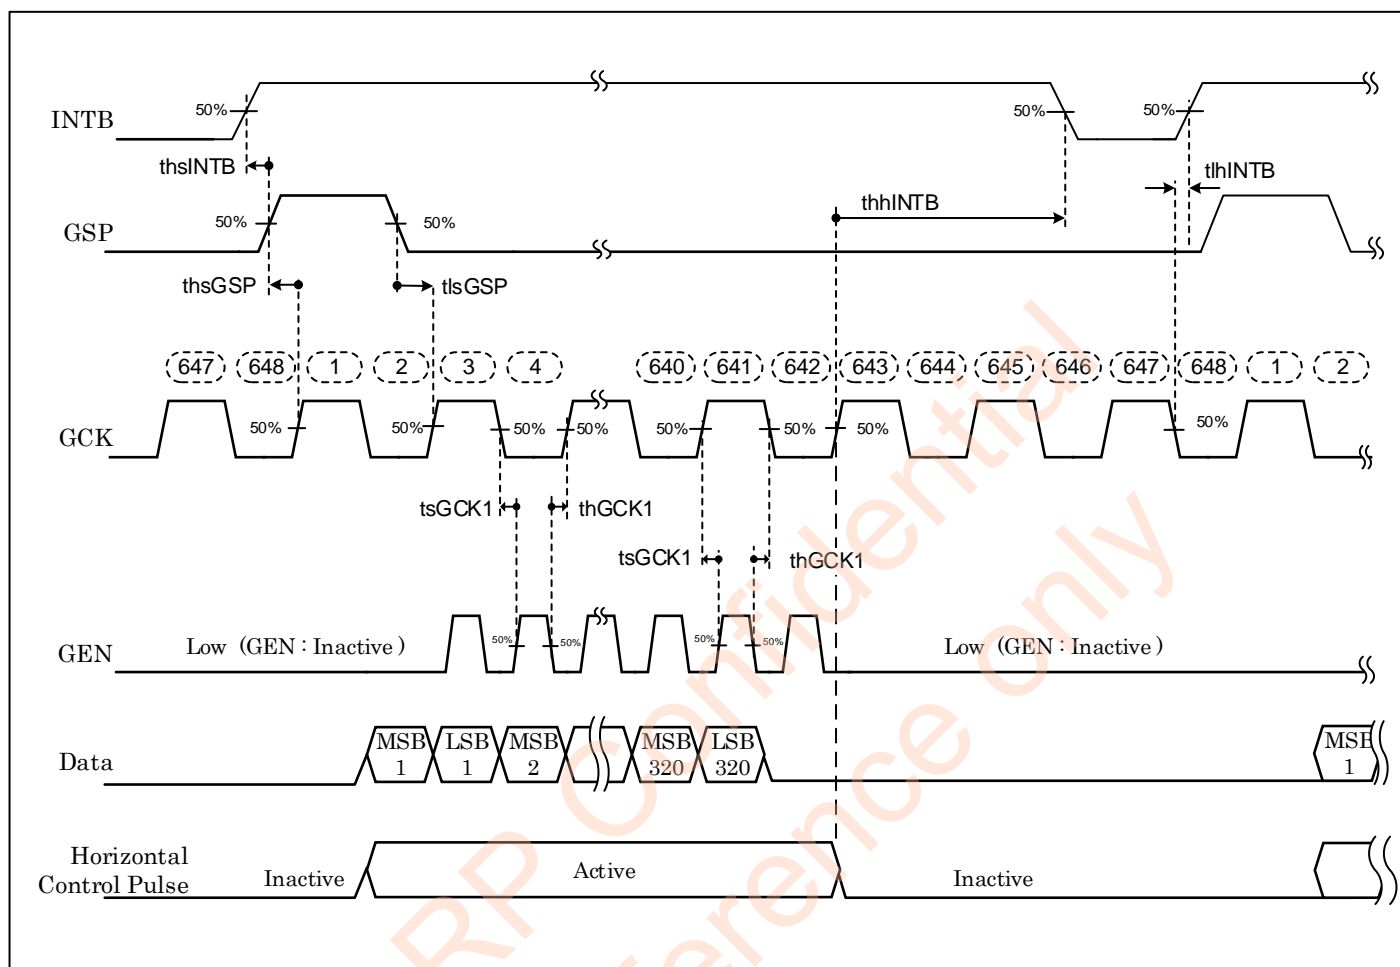 INTB 50% 50% 50%
thsINTB tlhINTB
thhINTB
GSP 50% 50%
thsGSP tlsGSP
647 648 1 2 3 4 640 641 642 643 644 645 646 647 648 1 2
GCK 50% 50% 50% 50% 50% 50% 50% 50%
tsGCK1 thGCK1
tsGCK1 thGCK1
GEN Low (GEN : Inactive) 50% 50% 50% 50% Low (GEN : Inactive)
Data MSB 1 LSB 1 MSB 2 MSB 320 LSB 320 MSB 1
Horizontal
Control Pulse Inactive Active Inactive
RP Confidential
ference only